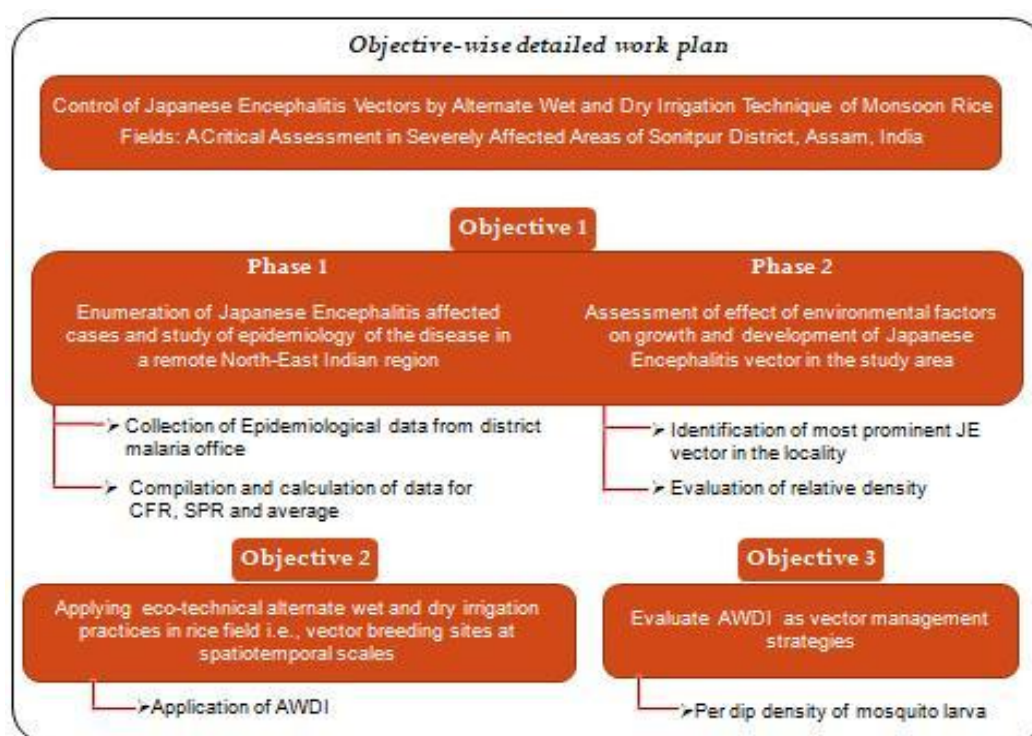 Objective-wise detailed work plan
Control of Japanese Encephalitis Vectors by Alternate Wet and Dry Irrigation Technique of Monsoon Rice
Fields: A Critical Assessment in Severely Affected Areas of Sonitpur District, Assam, India
Objective 1
Phase 1
Enumeration of Japanese Encephalitis affected
cases and study of epidemiology of the disease in
a remote North-East Indian region
Phase 2
Assessment of effect of environmental factors
on growth and development of Japanese
Encephalitis vector in the study area
➤ Collection of Epidemiological data from district
malaria office
➤ Compilation and calculation of data for
CFR, SPR and average
➤ Identification of most prominent JE
vector in the locality
➤ Evaluation of relative density
Objective 2
Applying eco-technical alternate wet and dry irrigation
practices in rice field i.e., vector breeding sites at
spatiotemporal scales
➤Application of AWDI
Objective 3
Evaluate AWDI as vector management
strategies
➤Per dip density of mosquito larva